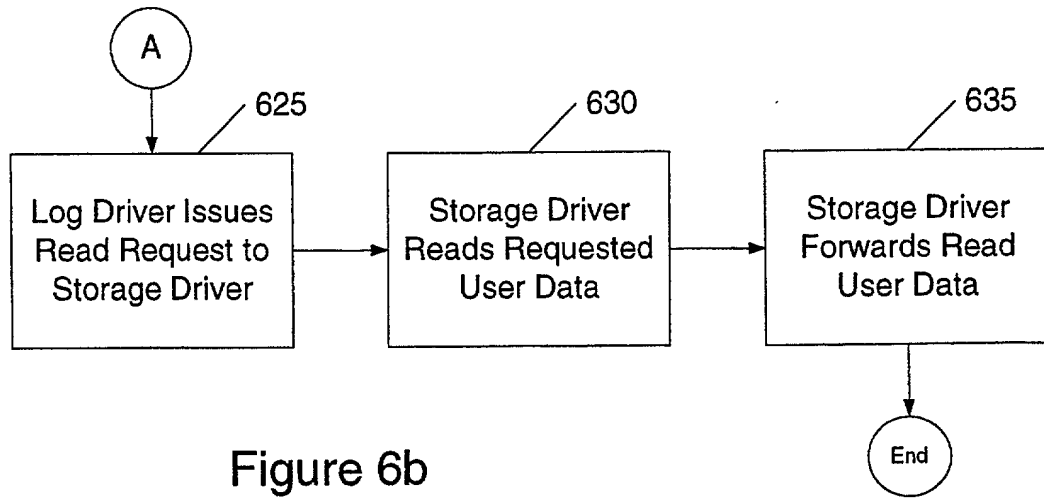 A
625
630
635
Log Driver Issues
Read Request to
Storage Driver
Storage Driver
Reads Requested
User Data
Storage Driver
Forwards Read
User Data
End
Figure 6b